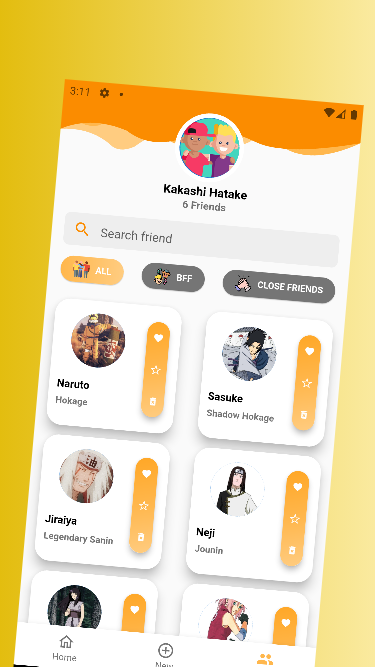 3:11
Kakashi Hatake
6 Friends
Search friend
ALL
BFF
CLOSE FRIENDS
Naruto
Hokage
Sasuke
Shadow Hokage
Jiraiya
Legendary Sanin
Neji
Jounin
Home
New